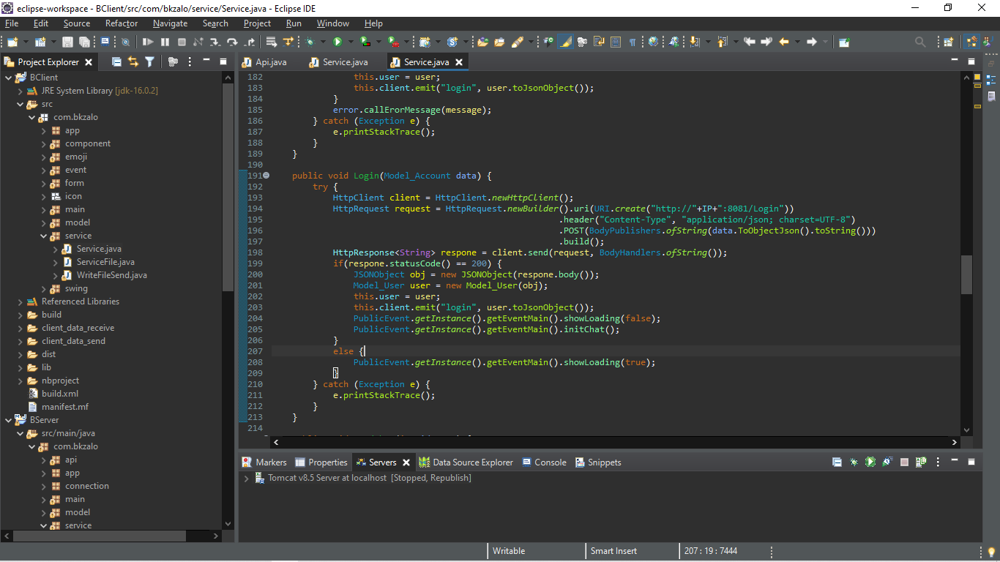 eclipse-workspace - BClient/src/com/bkzalo/service/Service.java - Eclipse IDE
File Edit Source Refactor Navigate Search Project Run Window Help
Project Explorer
BClient
JRE System Library [jdk-16.0.2]
src
com.bkzalo
app
component
emoji
event
form
icon
main
model
service
Service.java
ServiceFile.java
WriteFileSend.java
swing
Referenced Libraries
build
client_data_receive
client_data_send
dist
lib
nbproject
build.xml
manifest.mf
BServer
src/main/java
com.bkzalo
api
app
connection
main
model
service
Api.java Service.java Service.java
182 this.user = user;
183 this.client.emit("login", user.toJsonObject());
184 }
185 error.callErorMessage(message);
186 } catch (Exception e) {
187 e.printStackTrace();
188 }
189 }
190
191 public void Login(Model_Account data) {
192 try {
193 HttpClient client = HttpClient.newHttpClient();
194 HttpRequest request = HttpRequest.newBuilder().uri(URI.create("http://"+IP+":8081/Login"))
195 .header("Content-Type", "application/json; charset=UTF-8")
196 .POST(BodyPublishers.ofString(data.ToObjectJson().toString()))
197 .build();
198 HttpResponse<String> respone = client.send(request, BodyHandlers.ofString());
199 if(respone.statusCode() == 200) {
200 JSONObject obj = new JSONObject(respone.body());
201 Model_User user = new Model_User(obj);
202 this.user = user;
203 this.client.emit("login", user.toJsonObject());
204 PublicEvent.getInstance().getEventMain().showLoading(false);
205 PublicEvent.getInstance().getEventMain().initChat();
206 }
207 else {
208 PublicEvent.getInstance().getEventMain().showLoading(true);
209 }
210 } catch (Exception e) {
211 e.printStackTrace();
212 }
213 }
214
Markers Properties Servers Data Source Explorer Console Snippets
Tomcat v8.5 Server at localhost [Stopped, Republish]
Writable Smart Insert 207 : 19 : 7444